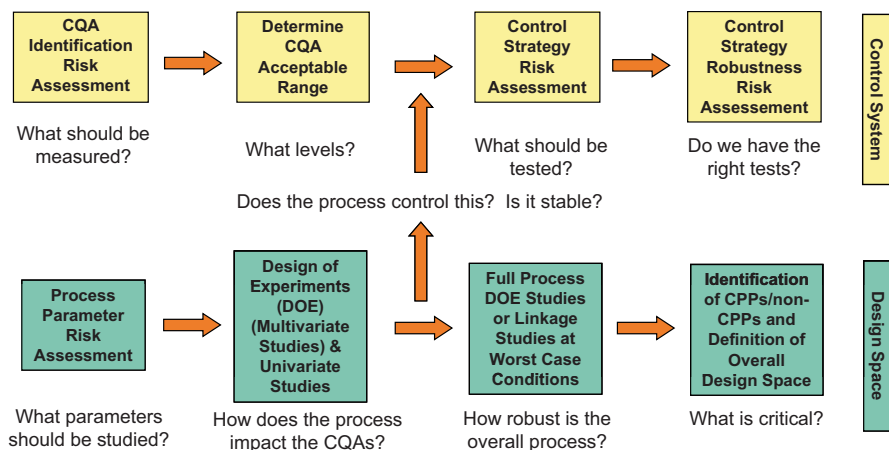 CQA
Identification
Risk
Assessment
Determine
CQA
Acceptable
Range
Control
Strategy
Risk
Assessment
Control
Strategy
Robustness
Risk
Assessement
Control System
What should be
measured?
What levels?
What should be
tested?
Do we have the
right tests?
Does the process control this?  Is it stable?
Process
Parameter
Risk
Assessment
Design of
Experiments
(DOE)
(Multivariate
Studies) &
Univariate
Studies
Full Process
DOE Studies
or Linkage
Studies at
Worst Case
Conditions
Identification
of CPPs/non-
CPPs and
Definition of
Overall
Design Space
Design Space
What parameters
should be studied?
How does the process
impact the CQAs?
How robust is the
overall process?
What is critical?